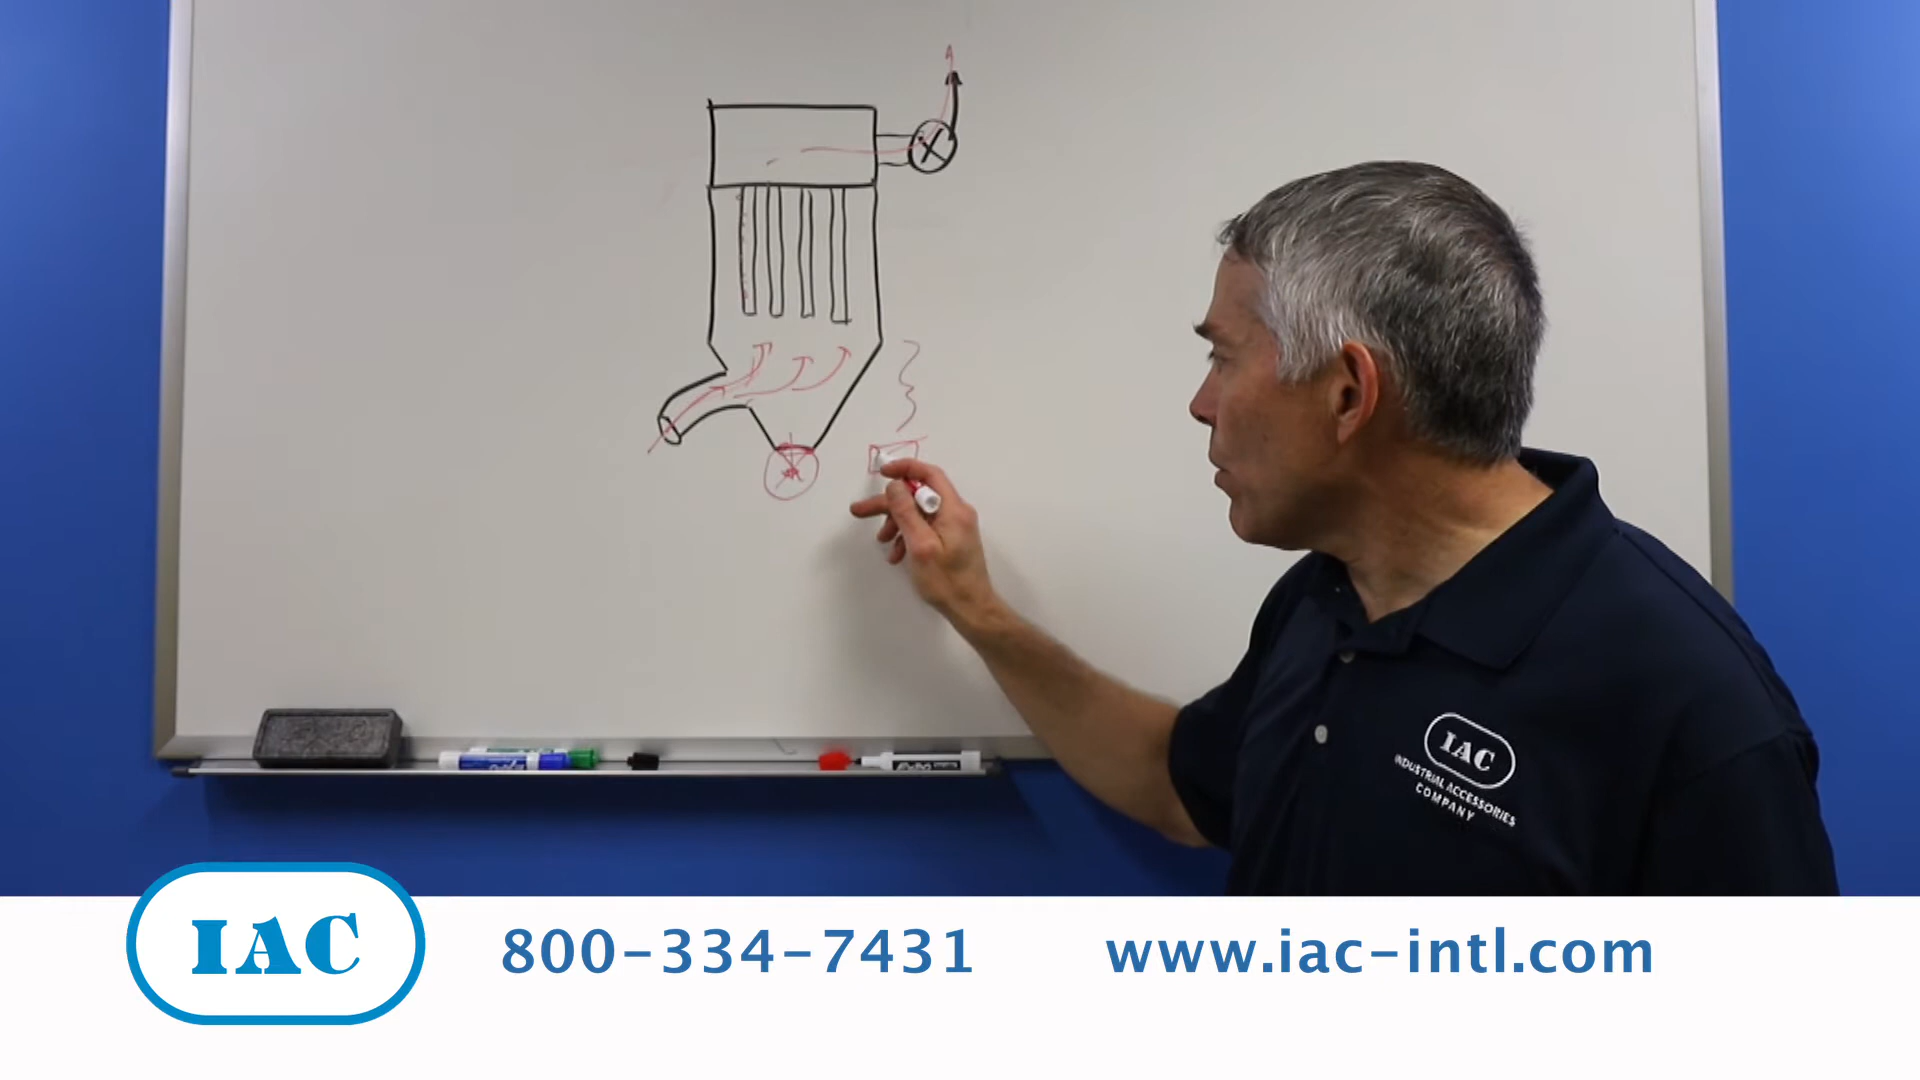 IAC
INDUSTRIAL ACCESSORIES
COMPANY
IAC
800-334-7431
www.iac-intl.com